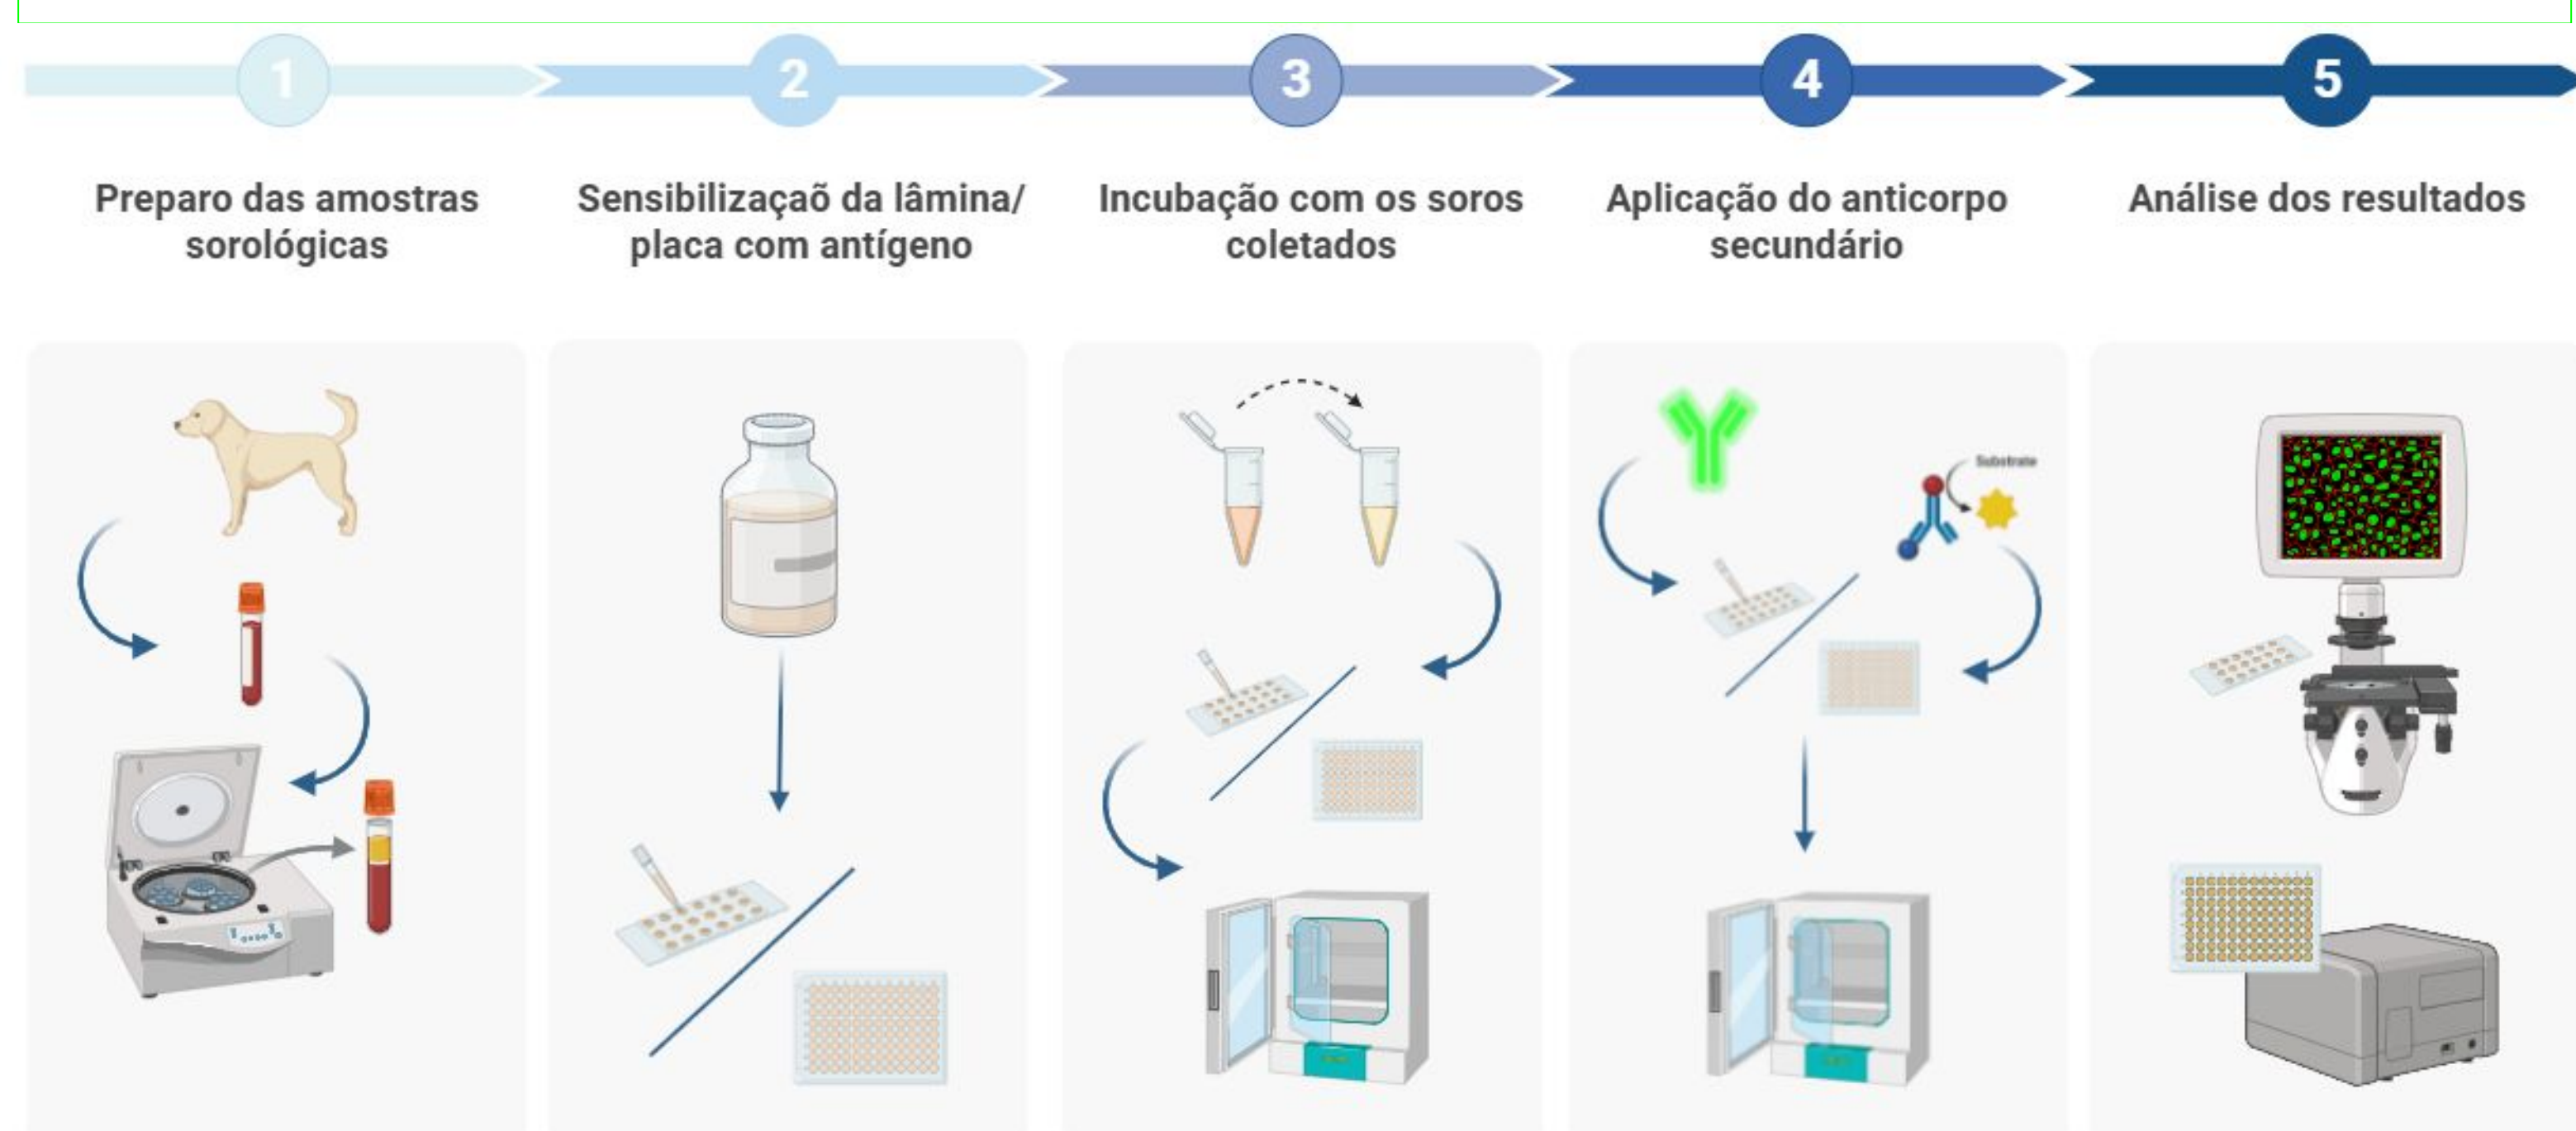 1
2
3
4
5
Preparo das amostras
sorológicas
Sensibilizaçaõ da lâmina/
placa com antígeno
Incubação com os soros
coletados
Aplicação do anticorpo
secundário
Análise dos resultados
Substrate